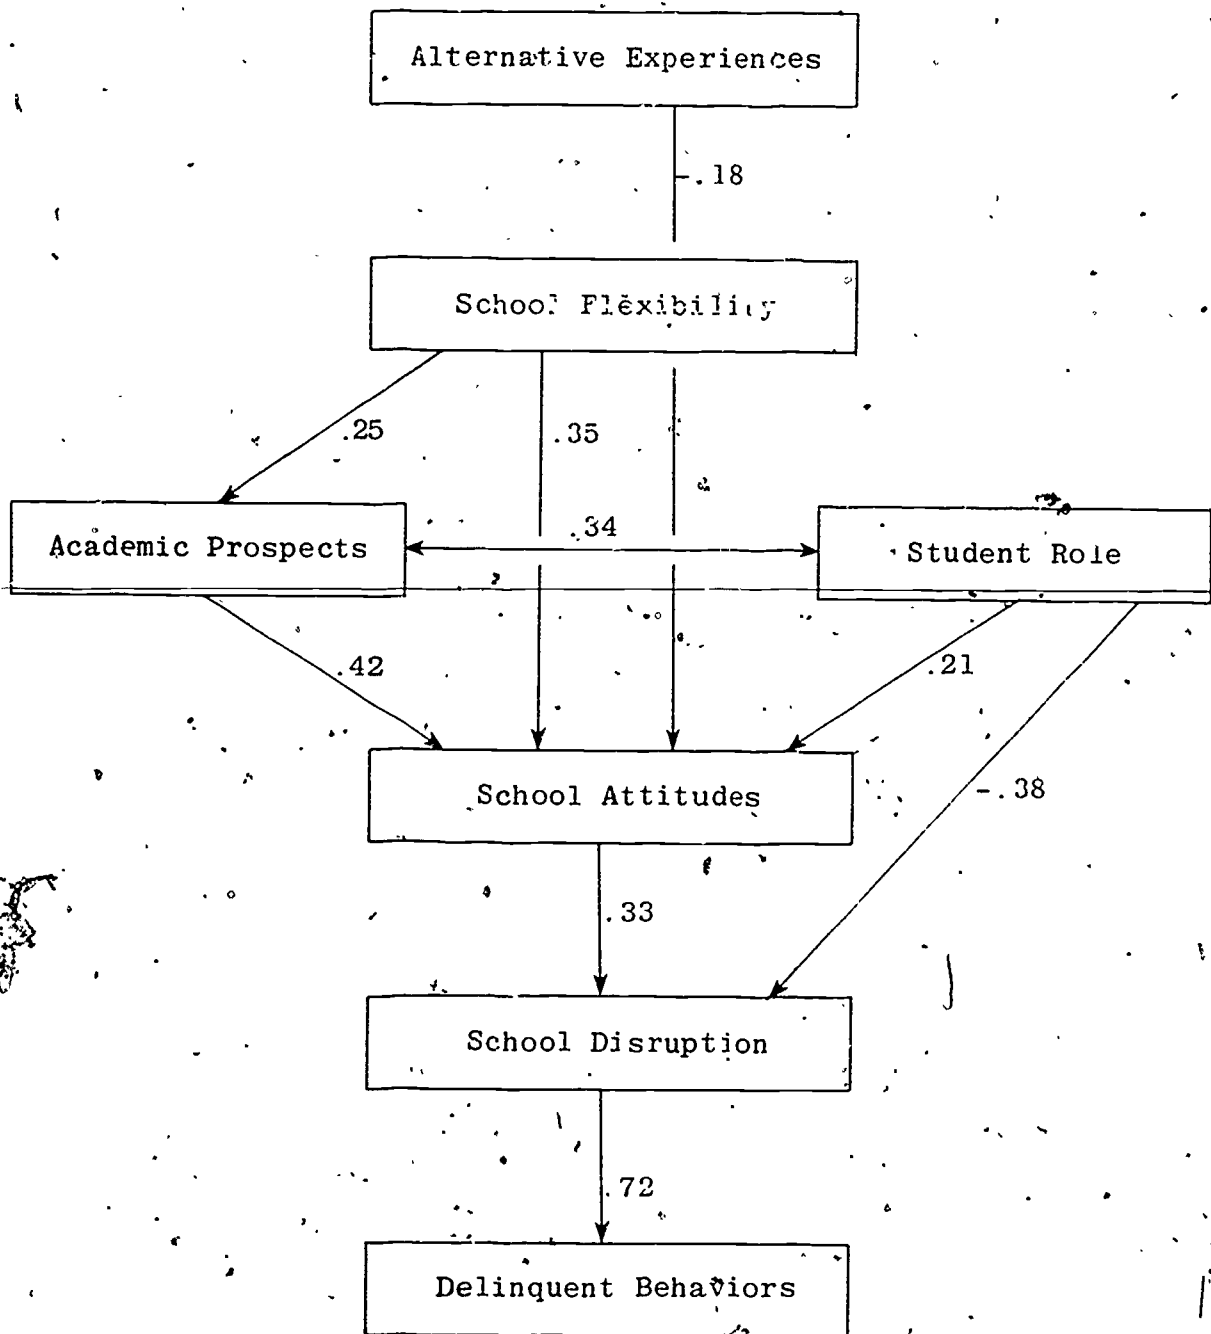 Alternative Experiences
-.18
School Flexibility
.25
.35
Academic Prospects
.34
Student Role
.42
.21
School Attitudes
-.38
.33
School Disruption
.72
Delinquent Behaviors